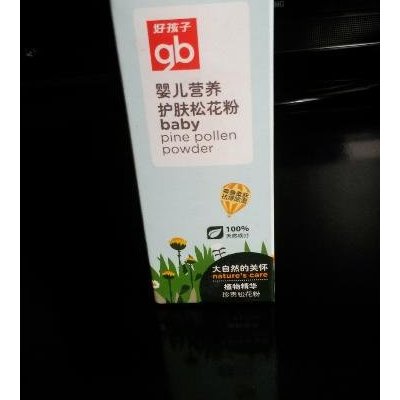 好孩子
gb
婴儿营养
护肤松花粉
baby
pine pollen
powder
100%
大自然的关怀
nature's care
植物精华
珍贵松花粉